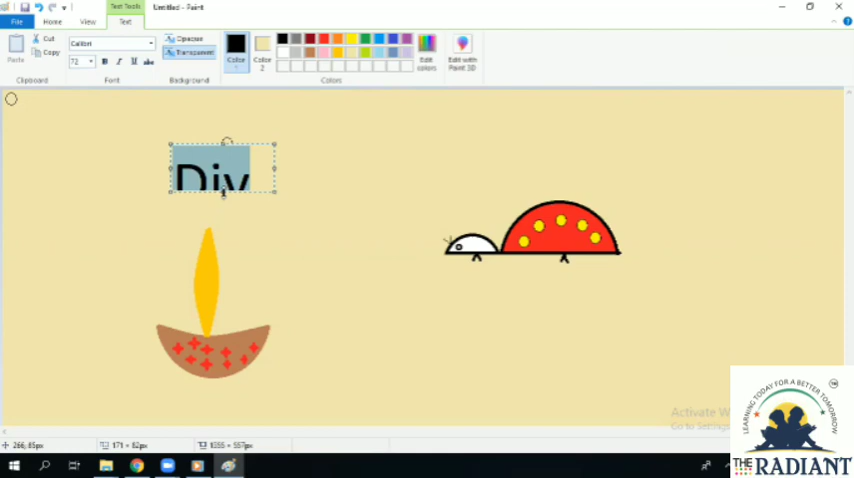 Text Tools
Untitled - Paint
File
Home
View
Text
Paste
Cut
Copy
Clipboard
Calibri
72
B I U abc
Font
Opaque
Transparent
Background
Color
1
Color
2
Colors
Edit
colors
Edit with
Paint 3D
Div
Activate W
Go to Settings
266, 85px
171 × 82px
1355 × 557px
LEARNING TODAY FOR A BETTER TOMORROW
THE RADIANT